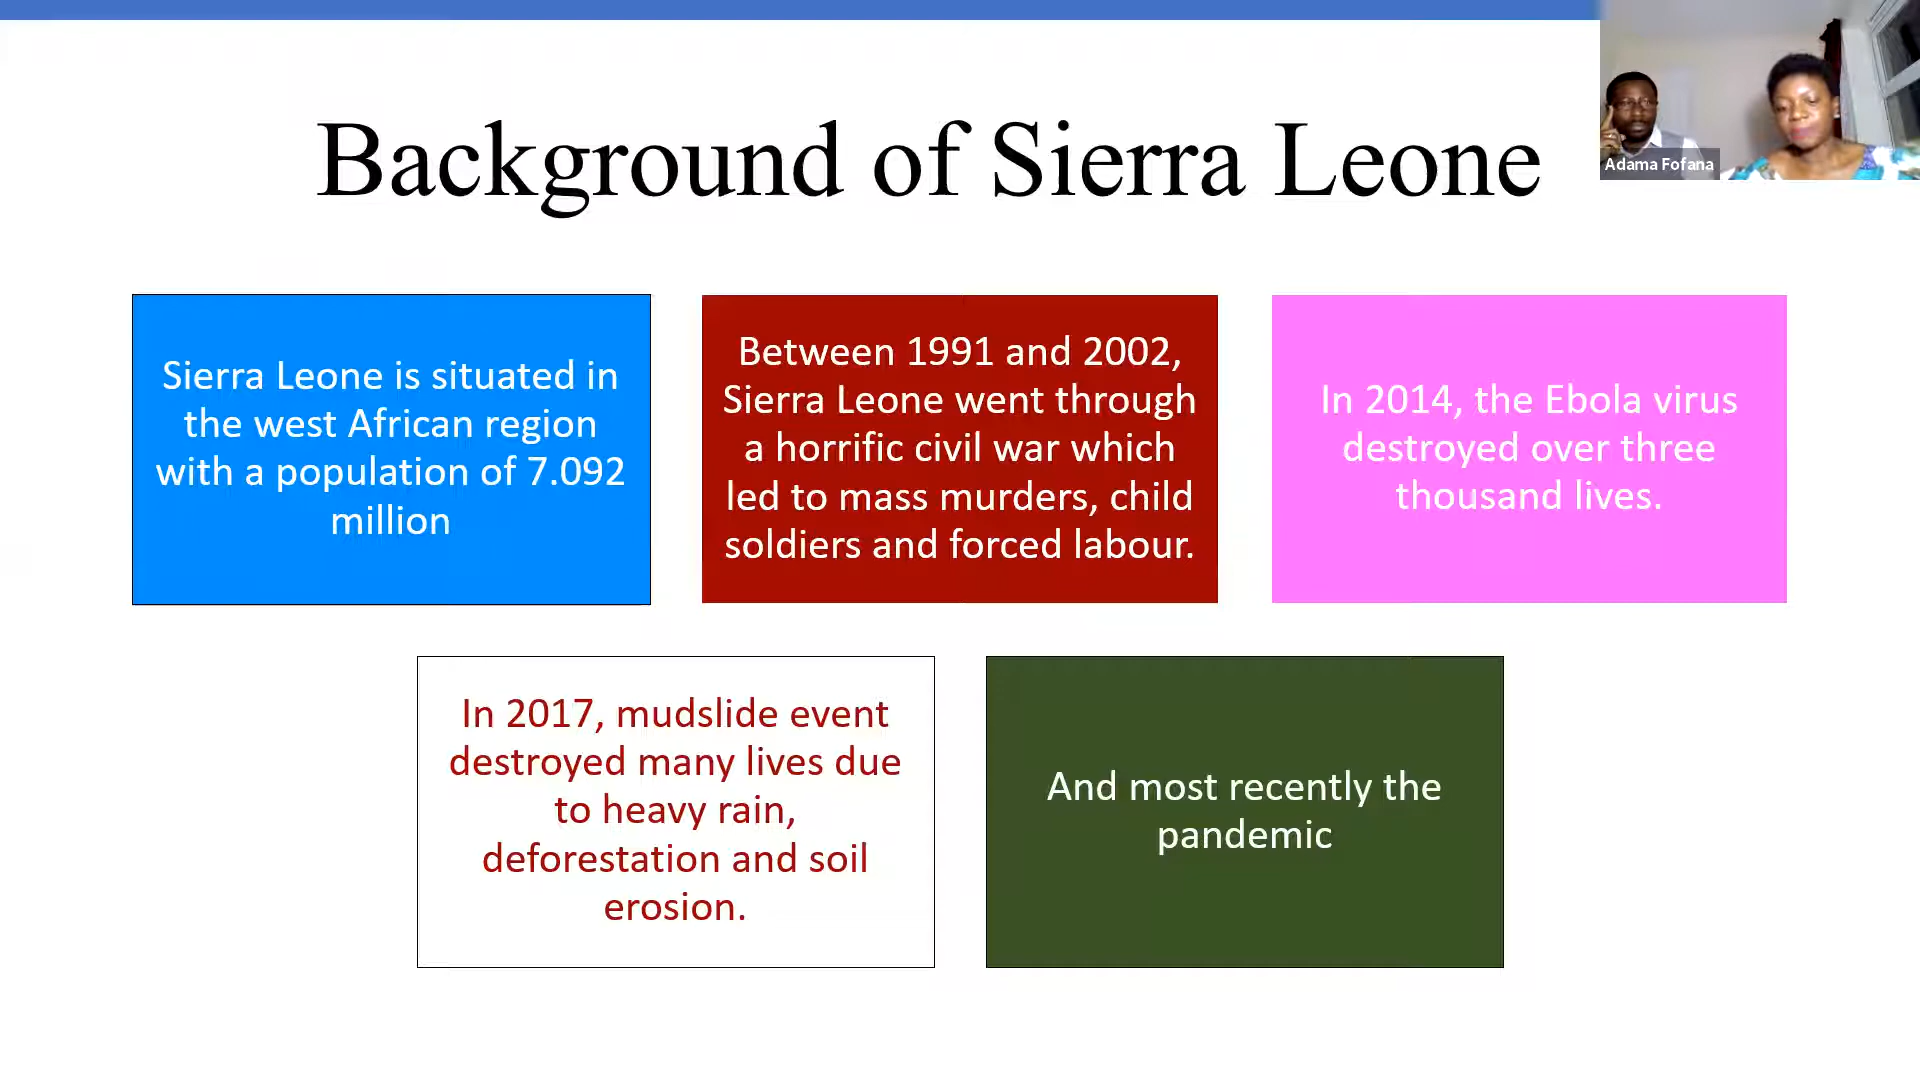 Background of Sierra Leone
Adama Fofana
Sierra Leone is situated in
the west African region
with a population of 7.092
million
Between 1991 and 2002,
Sierra Leone went through
a horrific civil war which
led to mass murders, child
soldiers and forced labour.
In 2014, the Ebola virus
destroyed over three
thousand lives.
In 2017, mudslide event
destroyed many lives due
to heavy rain,
deforestation and soil
erosion.
And most recently the
pandemic